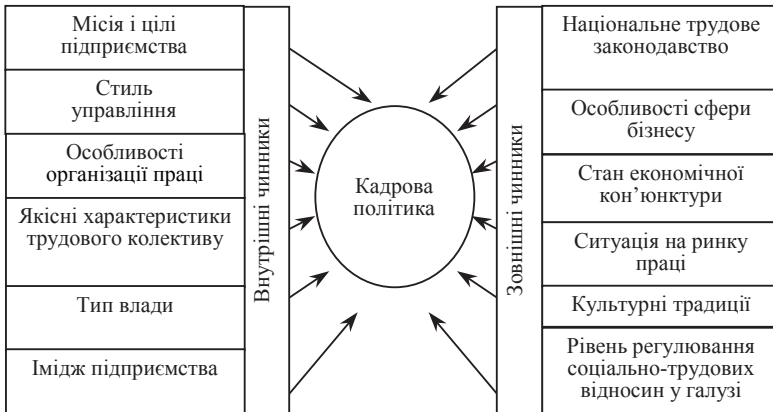 Місія і цілі
підприємства
Стиль
управління
Особливості
організації праці
Якісні характеристики
трудового колективу
Тип влади
Імідж підприємства
Внутрішні чинники
Кадрова
політика
Зовнішні чинники
Національне трудове
законодавство
Особливості сфери
бізнесу
Стан економічної
кон’юнктури
Ситуація на ринку
праці
Культурні традиції
Рівень регулювання
соціально-трудових
відносин у галузі